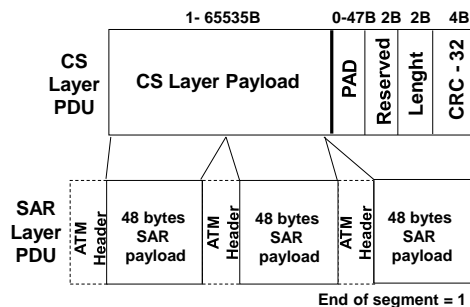 1- 65535B
0-47B 2B 2B 4B
CS
Layer
PDU
CS Layer Payload
PAD
Reserved
Lenght
CRC - 32
SAR
Layer
PDU
ATM
Header
48 bytes
SAR
payload
ATM
Header
48 bytes
SAR
payload
ATM
Header
48 bytes
SAR
payload
End of segment = 1